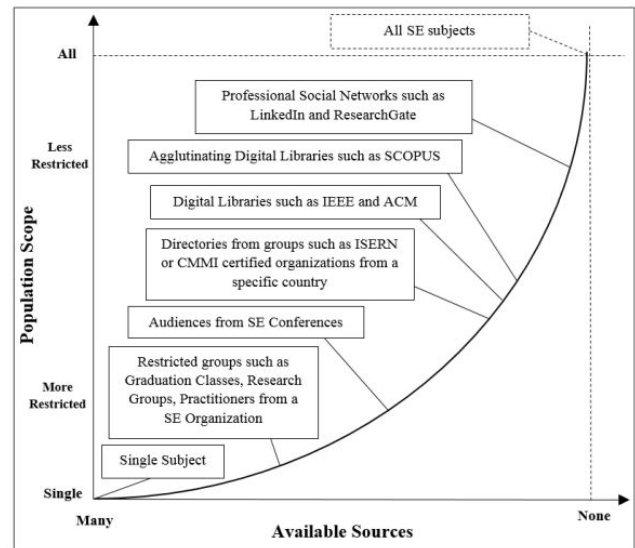 All SE subjects
All
Professional Social Networks such as
LinkedIn and ResearchGate
Less
Restricted
Agglutinating Digital Libraries such as SCOPUS
Digital Libraries such as IEEE and ACM
Population Scope
Directories from groups such as ISERN
or CMMI certified organizations from a
specific country
Audiences from SE Conferences
More
Restricted
Restricted groups such as
Graduation Classes, Research
Groups, Practitioners from a
SE Organization
Single Subject
Single
Many
Available Sources
None